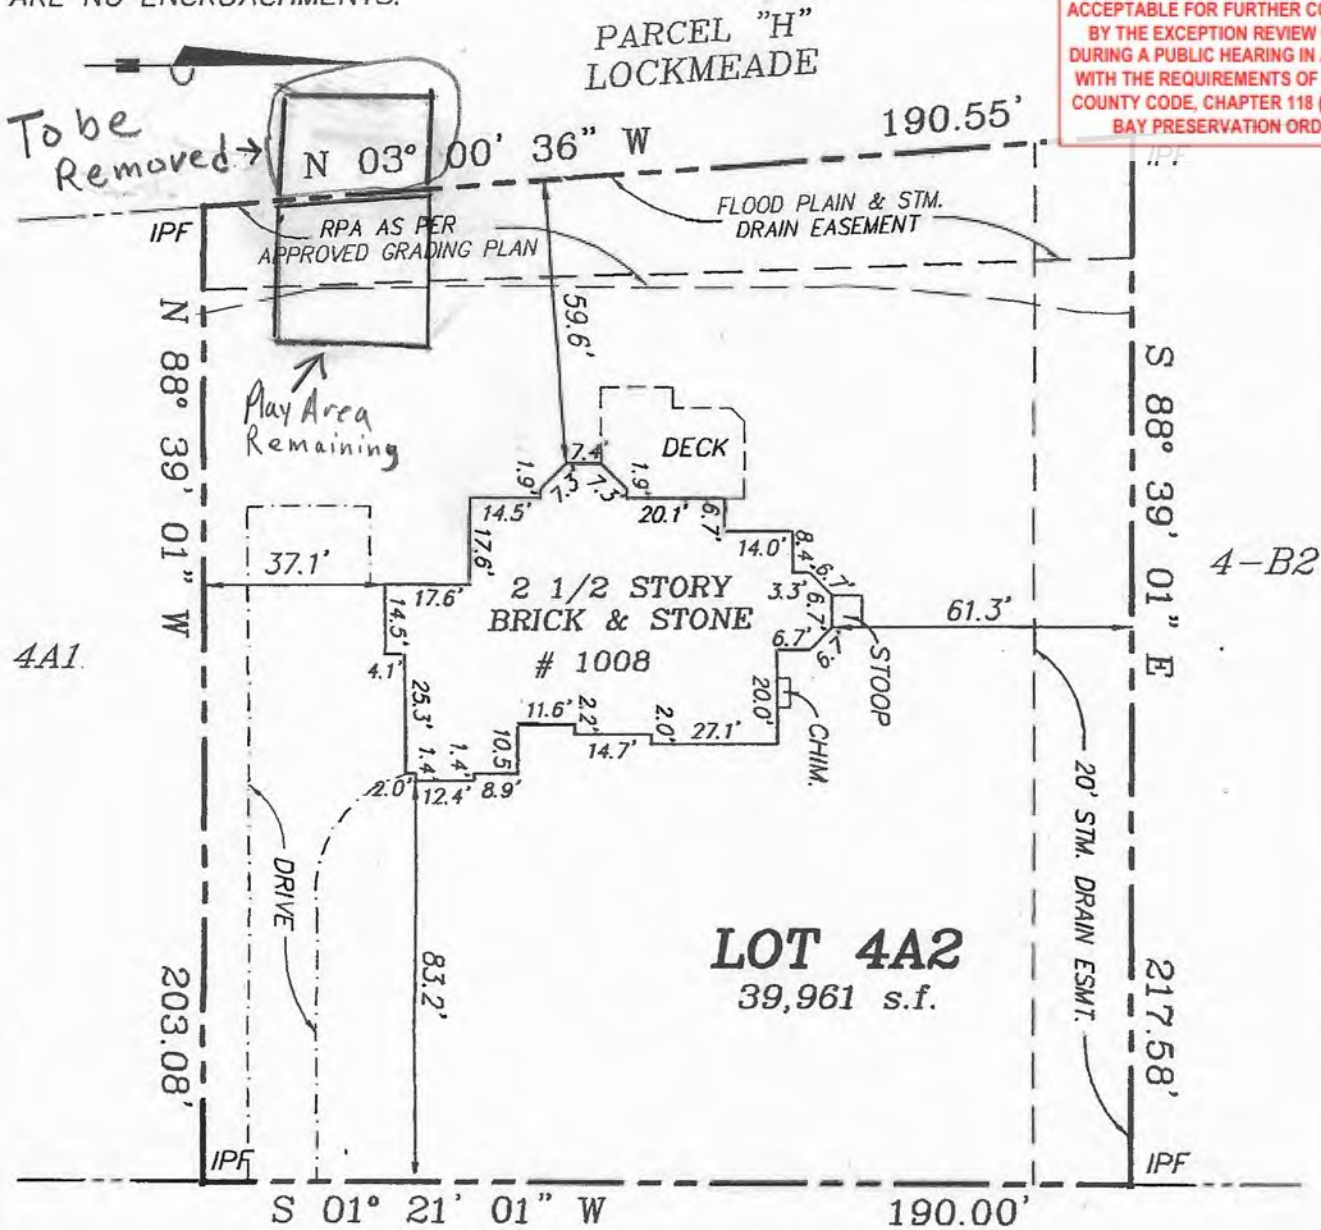 ARE NO ENCROACHMENTS.
PARCEL "H"
LOCKMEADE
ACCEPTABLE FOR FURTHER
BY THE EXCEPTION REVIEW
DURING A PUBLIC HEARING IN
WITH THE REQUIREMENTS OF
COUNTY CODE, CHAPTER 118
BAY PRESERVATION
To be
Removed
N 03° 00' 36" W
190.55'
IPF
IPF
RPA AS PER
APPROVED GRADING PLAN
FLOOD PLAIN & STM.
DRAIN EASEMENT
59.6'
Play Area
Remaining
N 88° 39' 01" W
203.08'
S 88° 39' 01" E
217.58'
DECK
7.4'
1.9'
7.3
7.3
1.9'
14.5'
20.1'
6.7'
17.6'
14.0'
8.4'
37.1'
17.6'
2 1/2 STORY
BRICK & STONE
# 1008
3.3'
6.7'
6.7'
6.7'
6.7'
61.3'
STOOP
4-B2
4A1
14.5'
4.1'
25.3'
11.6'
2.2'
14.7'
2.0'
27.1'
20.0'
CHIM.
1.4'
1.4'
10.5
2.0'
12.4'
8.9'
DRIVE
83.2'
20' STM. DRAIN ESMT.
LOT 4A2
39,961 s.f.
IPF
IPF
S 01° 21' 01" W
190.00'